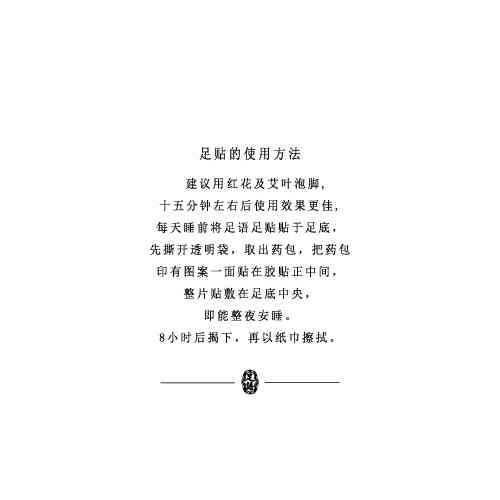 足贴的使用方法
建议用红花及艾叶泡脚,
十五分钟左右后使用效果更佳,
每天睡前将足语足贴贴于足底，
先撕开透明袋，取出药包，把药包
印有图案一面贴在胶贴正中间，
整片贴敷在足底中央，
即能整夜安睡。
8小时后揭下，再以纸巾擦拭。